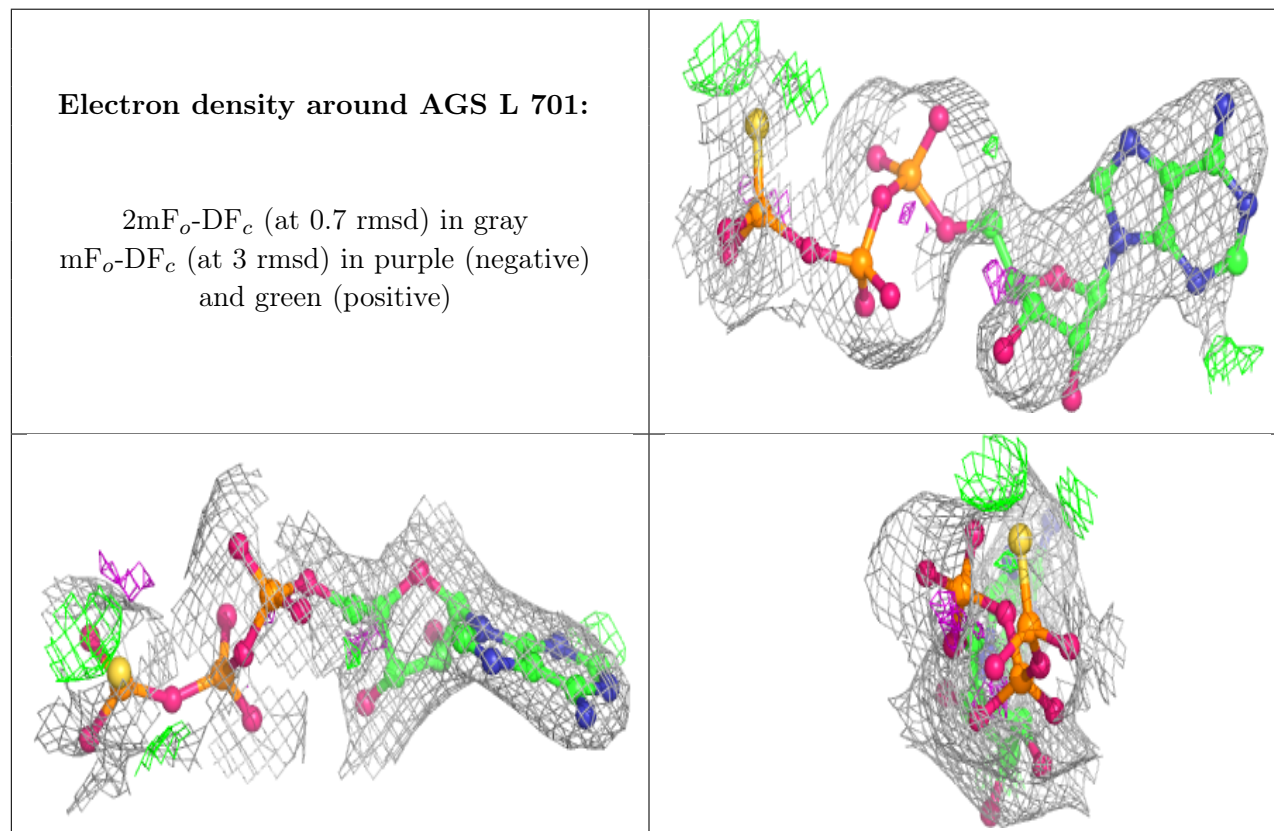 Electron density around AGS L 701:
2mFo-DFc (at 0.7 rmsd) in gray
mFo-DFc (at 3 rmsd) in purple (negative)
and green (positive)